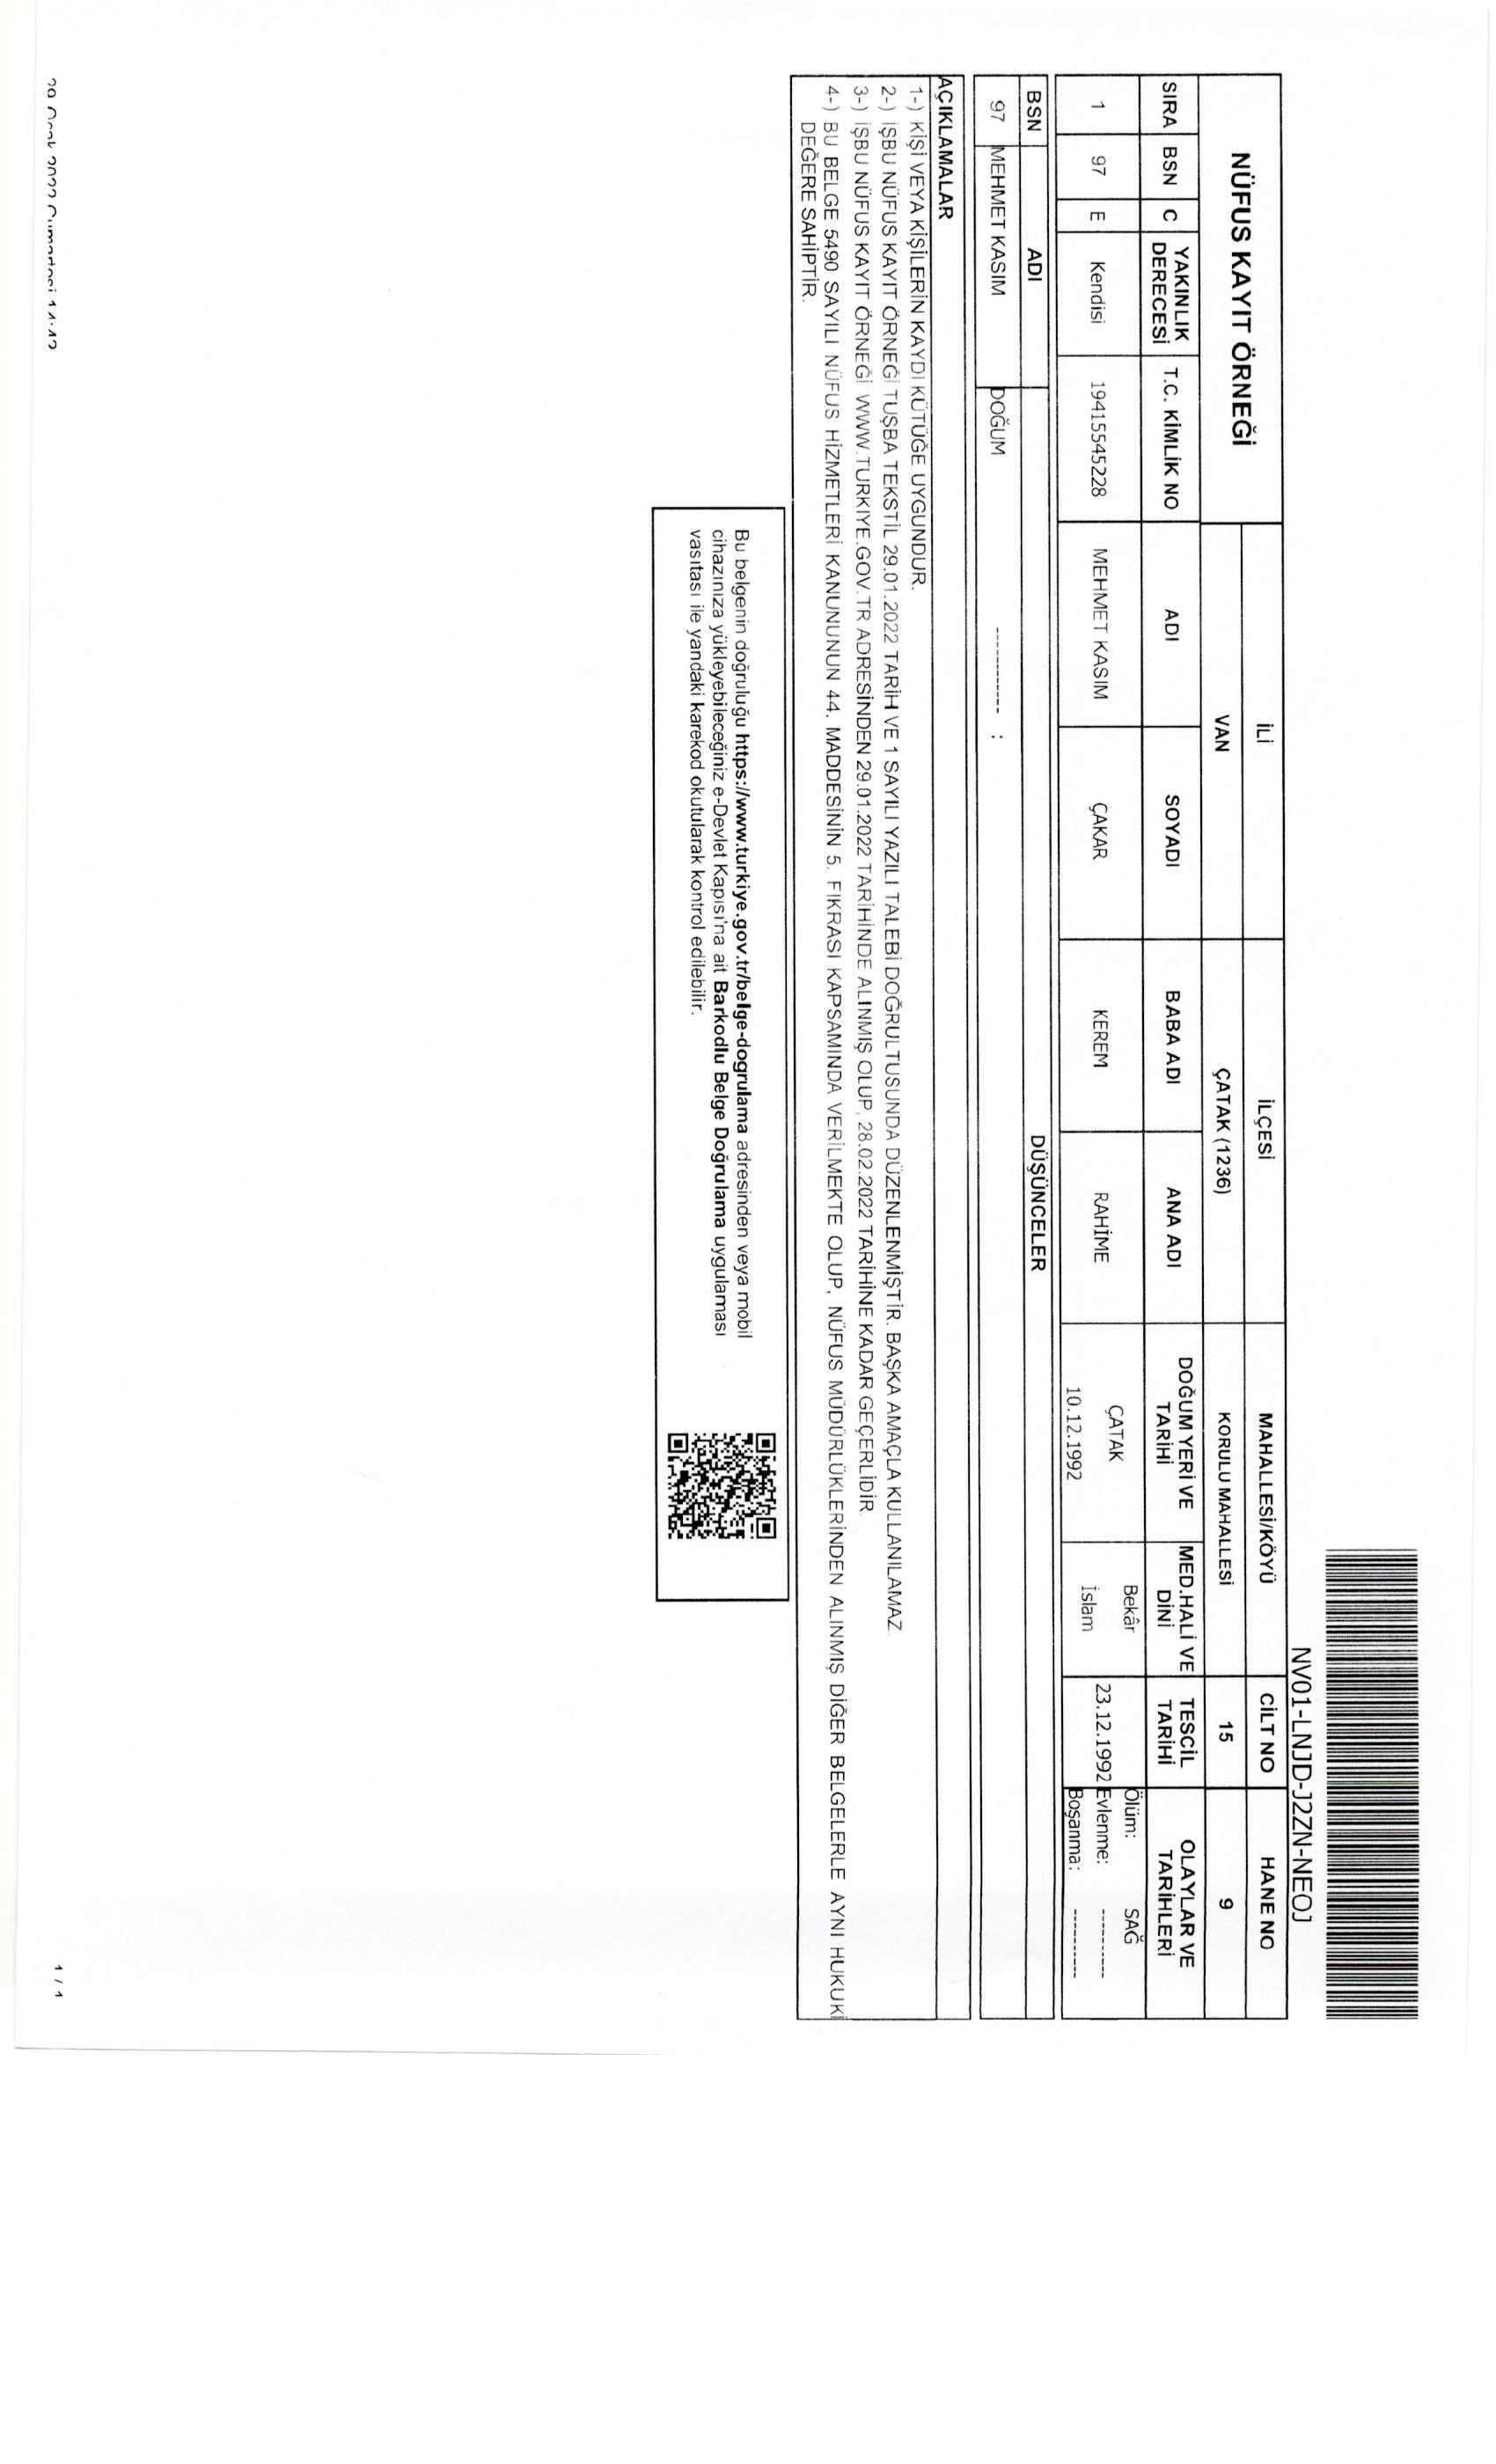 NV01-LNJD-J2ZN-NEOJ
NÜFUS KAYIT ÖRNEĞİ
İLİ İLÇESİ MAHALLESİ/KÖYÜ CİLT NO HANE NO
VAN ÇATAK (1236) KORULU MAHALLESİ 15 9
SIRA BSN C YAKINLIK DERECESİ T.C. KİMLİK NO ADI SOYADI BABA ADI ANA ADI DOĞUM YERİ VE TARİHİ MED.HALİ VE DİNİ TESCİL TARİHİ OLAYLAR VE TARİHLERİ
1 97 E Kendisi 19415545228 MEHMET KASIM ÇAKAR KEREM RAHİME ÇATAK 10.12.1992 Bekâr İslam 23.12.1992 Ölüm: SAĞ
Evlenme: ----------
Boşanma: ----------
BSN ADI DÜŞÜNCELER
97 MEHMET KASIM DOĞUM ---------- :
AÇIKLAMALAR
1-) KİŞİ VEYA KİŞİLERİN KAYDI KÜTÜĞE UYGUNDUR.
2-) İŞBU NÜFUS KAYIT ÖRNEĞİ TUŞBA TEKSTİL 29.01.2022 TARİH VE 1 SAYILI YAZILI TALEBİ DOĞRULTUSUNDA DÜZENLENMİŞTİR. BAŞKA AMAÇLA KULLANILAMAZ.
3-) İŞBU NÜFUS KAYIT ÖRNEĞİ WWW.TURKIYE.GOV.TR ADRESİNDEN 29.01.2022 TARİHİNDE ALINMIŞ OLUP, 28.02.2022 TARİHİNE KADAR GEÇERLİDİR.
4-) BU BELGE 5490 SAYILI NÜFUS HİZMETLERİ KANUNUNUN 44. MADDESİNİN 5. FIKRASI KAPSAMINDA VERİLMEKTE OLUP, NÜFUS MÜDÜRLÜKLERİNDEN ALINMIŞ DİĞER BELGELERLE AYNI HUKUKİ
DEĞERE SAHİPTİR.
Bu belgenin doğruluğu https://www.turkiye.gov.tr/belge-dogrulama adresinden veya mobil
cihazınıza yükleyebileceğiniz e-Devlet Kapısı'na ait Barkodlu Belge Doğrulama uygulaması
vasıtası ile yandaki karekod okutularak kontrol edilebilir.
29 Ocak 2022 Cumartesi 14:42
1 / 1